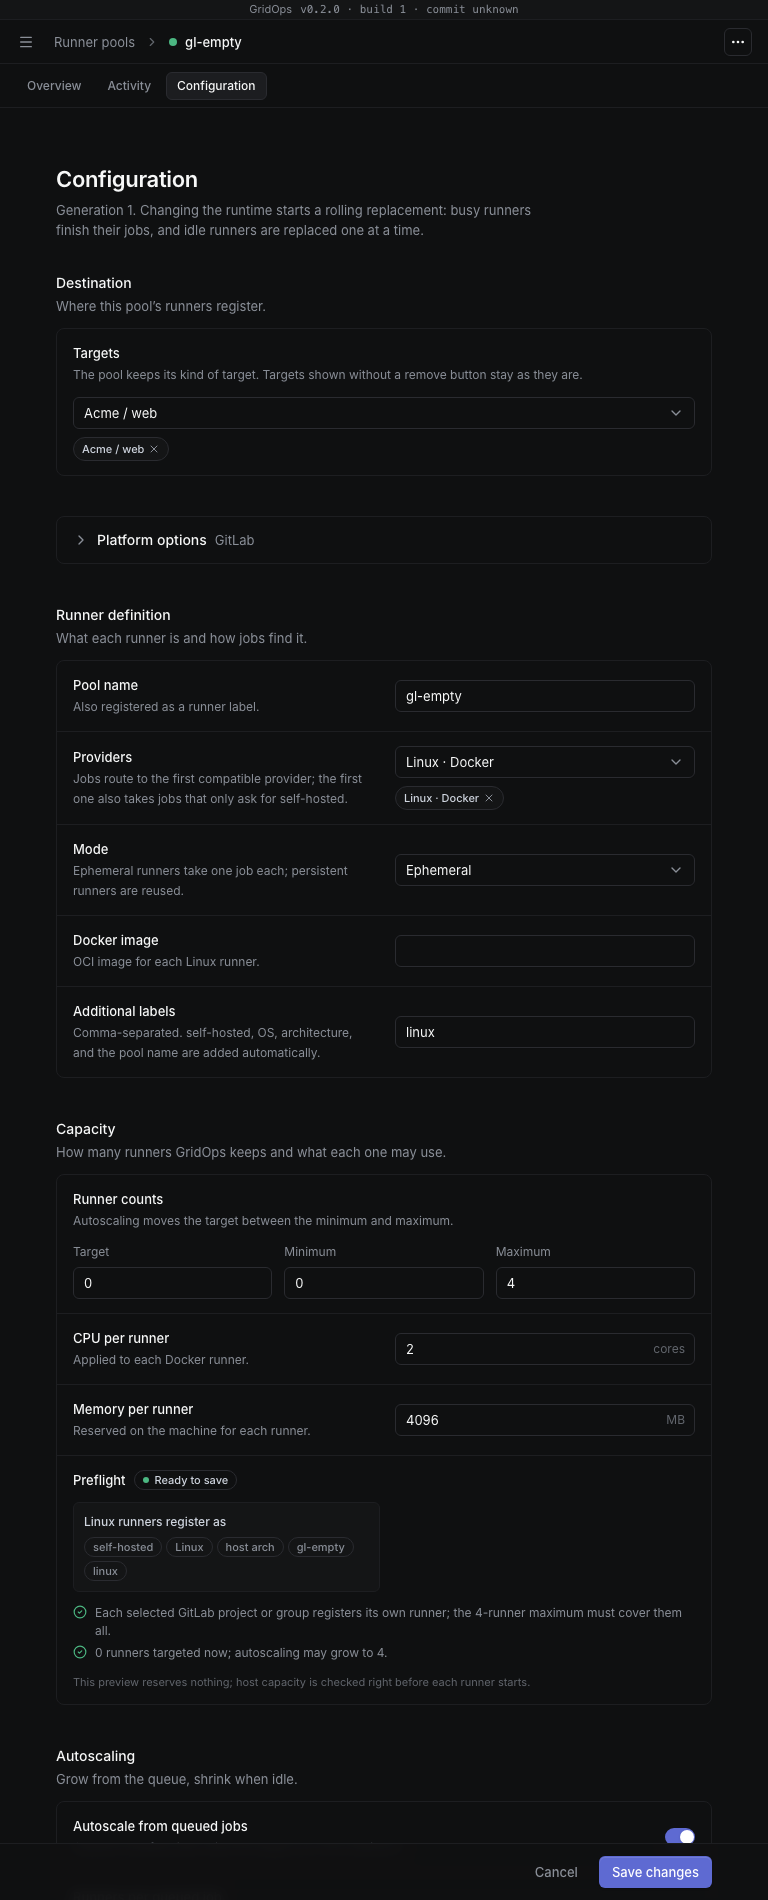 GridOps v0.2.0 · build 1 · commit unknown
Runner pools
gl-empty
Overview
Activity
Configuration
Configuration
Generation 1. Changing the runtime starts a rolling replacement: busy runners
finish their jobs, and idle runners are replaced one at a time.
Destination
Where this pool’s runners register.
Targets
The pool keeps its kind of target. Targets shown without a remove button stay as they are.
Acme / web
Acme / web
Platform options GitLab
Runner definition
What each runner is and how jobs find it.
Pool name
Also registered as a runner label.
gl-empty
Providers
Jobs route to the first compatible provider; the first
one also takes jobs that only ask for self-hosted.
Linux · Docker
Linux · Docker
Mode
Ephemeral runners take one job each; persistent
runners are reused.
Ephemeral
Docker image
OCI image for each Linux runner.
Additional labels
Comma-separated. self-hosted, OS, architecture,
and the pool name are added automatically.
linux
Capacity
How many runners GridOps keeps and what each one may use.
Runner counts
Autoscaling moves the target between the minimum and maximum.
Target
Minimum
Maximum
0
0
4
CPU per runner
Applied to each Docker runner.
2
cores
Memory per runner
Reserved on the machine for each runner.
4096
MB
Preflight
Ready to save
Linux runners register as
self-hosted
Linux
host arch
gl-empty
linux
Each selected GitLab project or group registers its own runner; the 4-runner maximum must cover them
all.
0 runners targeted now; autoscaling may grow to 4.
This preview reserves nothing; host capacity is checked right before each runner starts.
Autoscaling
Grow from the queue, shrink when idle.
Autoscale from queued jobs
Cancel
Save changes